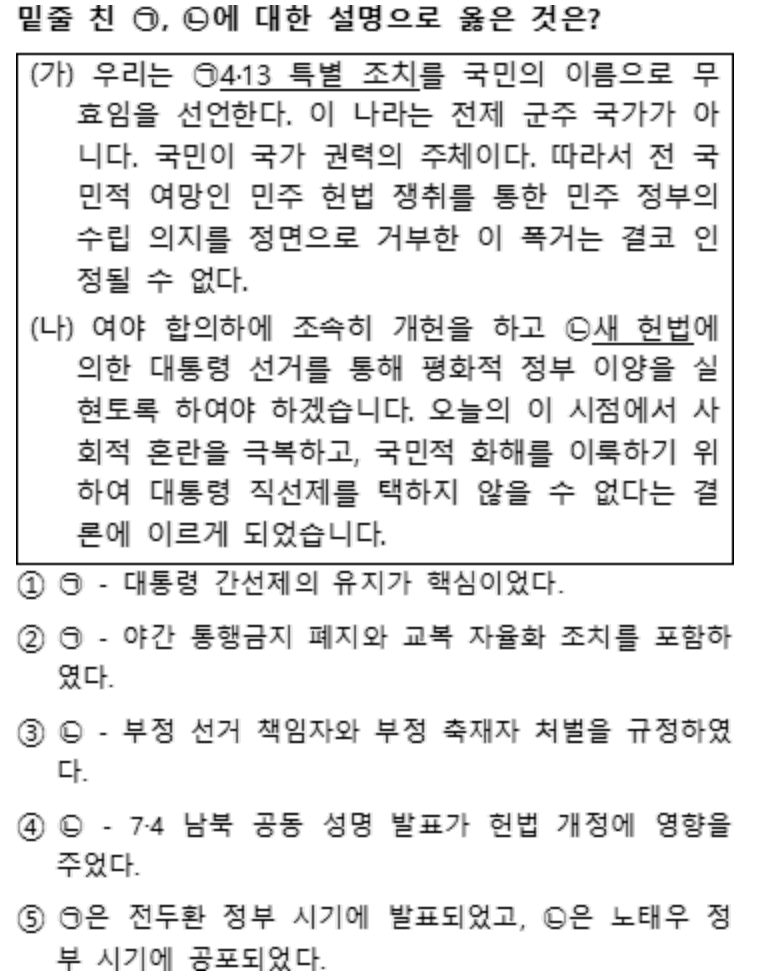 밑줄 친 ㉠, ㉡에 대한 설명으로 옳은 것은?
(가) 우리는 ㉠4·13 특별 조치를 국민의 이름으로 무
효임을 선언한다. 이 나라는 전제 군주 국가가 아
니다. 국민이 국가 권력의 주체이다. 따라서 전 국
민적 여망인 민주 헌법 쟁취를 통한 민주 정부의
수립 의지를 정면으로 거부한 이 폭거는 결코 인
정될 수 없다.
(나) 여야 합의하에 조속히 개헌을 하고 ㉡새 헌법에
의한 대통령 선거를 통해 평화적 정부 이양을 실
현토록 하여야 하겠습니다. 오늘의 이 시점에서 사
회적 혼란을 극복하고, 국민적 화해를 이룩하기 위
하여 대통령 직선제를 택하지 않을 수 없다는 결
론에 이르게 되었습니다.
① ㉠ - 대통령 간선제의 유지가 핵심이었다.
② ㉠ - 야간 통행금지 폐지와 교복 자율화 조치를 포함하
였다.
③ ㉡ - 부정 선거 책임자와 부정 축재자 처벌을 규정하였
다.
④ ㉡ - 7·4 남북 공동 성명 발표가 헌법 개정에 영향을
주었다.
⑤ ㉠은 전두환 정부 시기에 발표되었고, ㉡은 노태우 정
부 시기에 공포되었다.